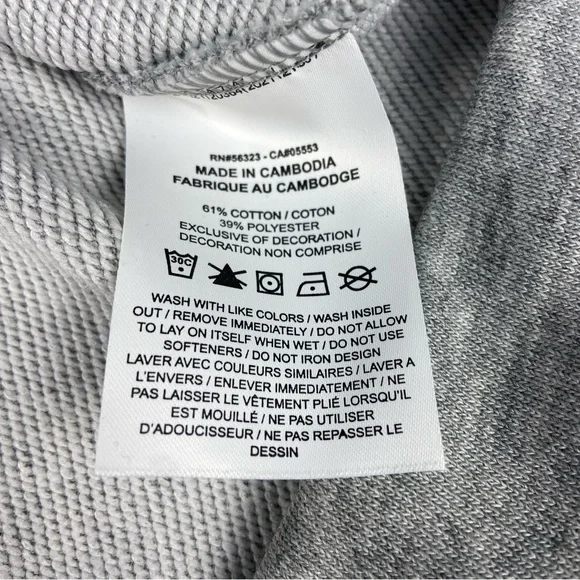 RN#56323 - CA#05553
MADE IN CAMBODIA
FABRIQUE AU CAMBODGE
61% COTTON / COTON
39% POLYESTER
EXCLUSIVE OF DECORATION /
DECORATION NON COMPRISE
30C
WASH WITH LIKE COLORS / WASH INSIDE
OUT / REMOVE IMMEDIATELY / DO NOT ALLOW
TO LAY ON ITSELF WHEN WET / DO NOT USE
SOFTENERS / DO NOT IRON DESIGN
LAVER AVEC COULEURS SIMILAIRES / LAVER A
L'ENVERS / ENLEVER IMMEDIATEMENT / NE
PAS LAISSER LE VÊTEMENT PLIÉ LORSQU'IL
EST MOUILLÉ / NE PAS UTILISER
D'ADOUCISSEUR / NE PAS REPASSER LE
DESSIN